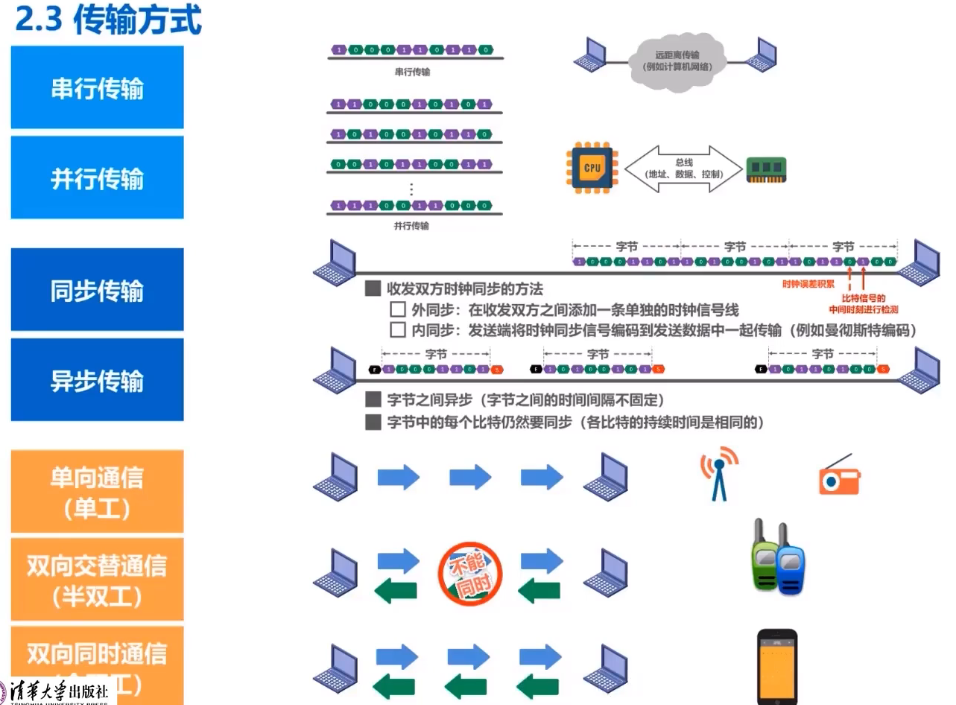 2.3 传输方式
串行传输
1 0 0 0 1 1 0 1 1 0
串行传输
远距离传输
(例如计算机网络)
并行传输
1 1 0 0 0 1 0 1 0 1
1 0 1 0 0 1 0 1 1 0
0 0 1 0 1 1 0 0 1 1
1 1 1 0 0 1 1 0 0 0
并行传输
CPU
总线
(地址、数据、控制)
同步传输
字节 字节 字节
时钟误差积累
比特信号的
中间时刻进行检测
收发双方时钟同步的方法
外同步：在收发双方之间添加一条单独的时钟信号线
内同步：发送端将时钟同步信号编码到发送数据中一起传输（例如曼彻斯特编码）
异步传输
字节 字节 字节
字节之间异步（字节之间的时间间隔不固定）
字节中的每个比特仍然要同步（各比特的持续时间是相同的）
单向通信
（单工）
双向交替通信
（半双工）
不能
同时
双向同时通信
工）
清华大学出版社
TSINGHUA UNIVERSITY PRESS